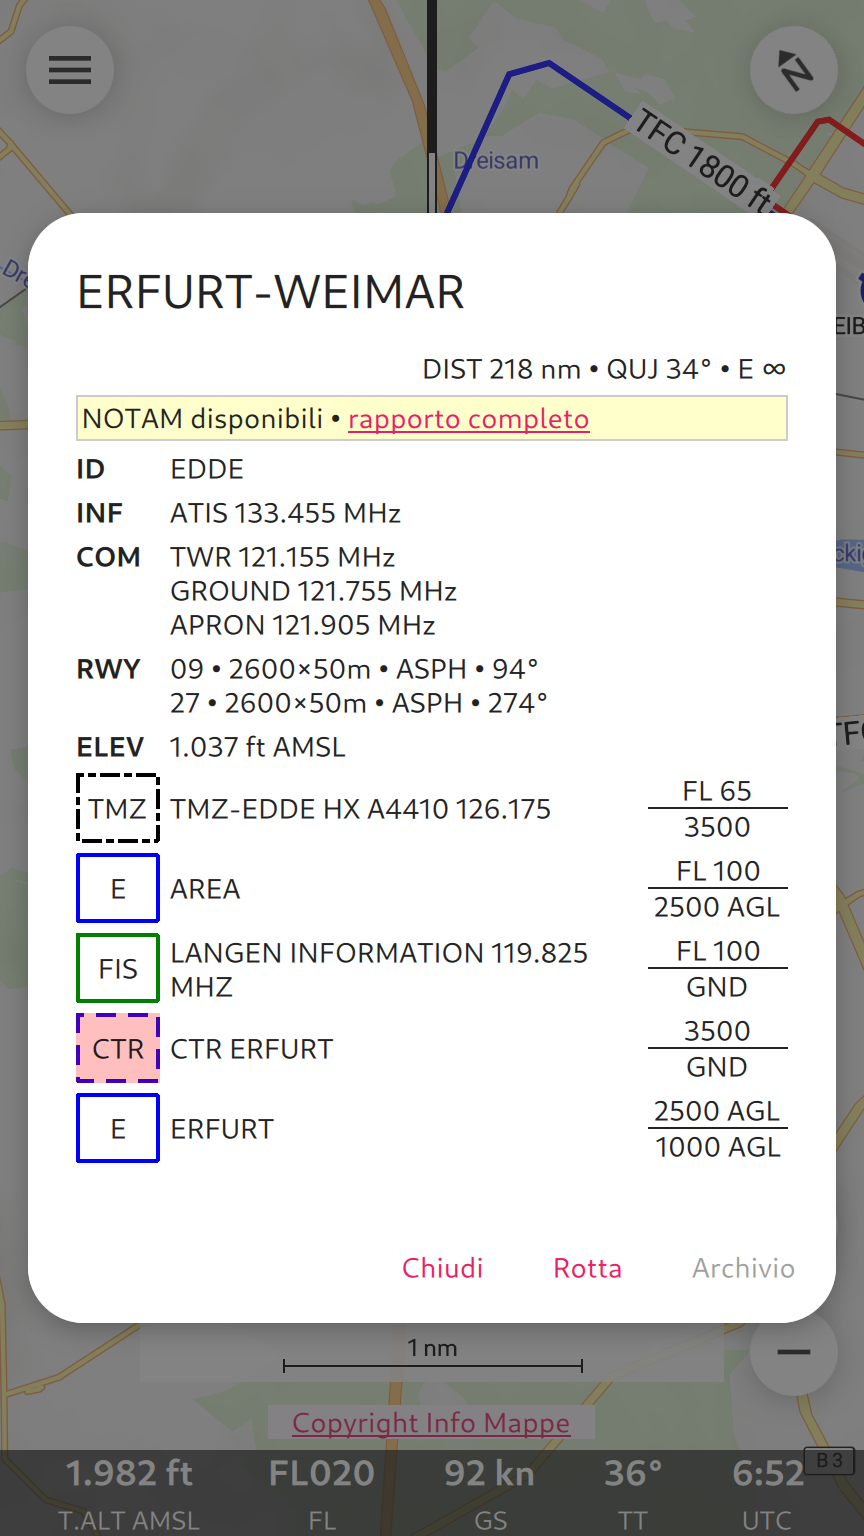 Dreisam
TFC 1800 ft
-Dre
ERFURT-WEIMAR
EIB
DIST 218 nm • QUJ 34° • E ∞
NOTAM disponibili • rapporto completo
ID EDDE
INF ATIS 133.455 MHz
COM TWR 121.155 MHz
GROUND 121.755 MHz
APRON 121.905 MHz
RWY 09 • 2600×50m • ASPH • 94°
27 • 2600×50m • ASPH • 274°
ELEV 1.037 ft AMSL
TMZ TMZ-EDDE HX A4410 126.175
FL 65
3500
E AREA
FL 100
2500 AGL
FIS LANGEN INFORMATION 119.825
MHZ
FL 100
GND
CTR CTR ERFURT
3500
GND
E ERFURT
2500 AGL
1000 AGL
Chiudi Rotta Archivio
1 nm
Copyright Info Mappe
B 3
1.982 ft FL020 92 kn 36° 6:52
T.ALT AMSL FL GS TT UTC